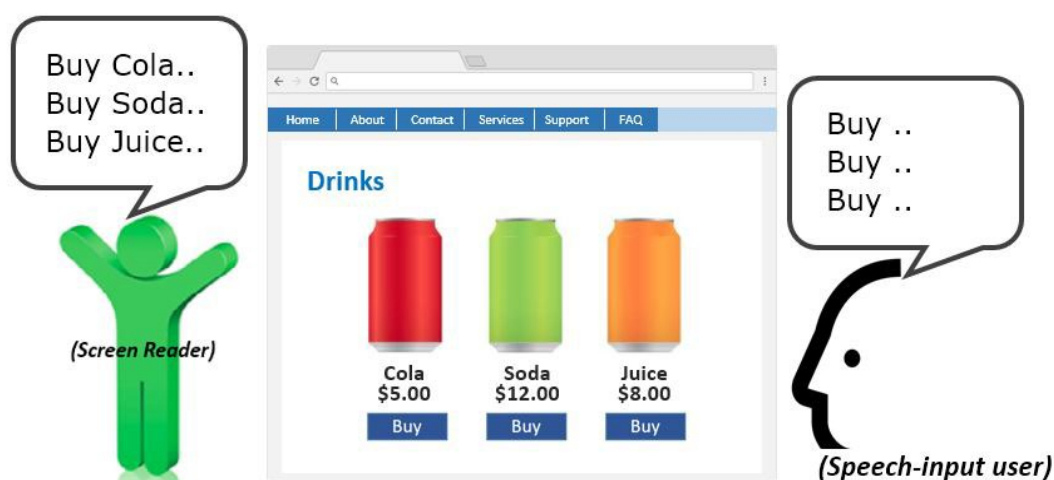 Buy Cola..
Buy Soda..
Buy Juice..
(Screen Reader)
Home About Contact Services Support FAQ
Drinks
Cola Soda Juice
$5.00 $12.00 $8.00
Buy Buy Buy
Buy ..
Buy ..
Buy ..
(Speech-input user)